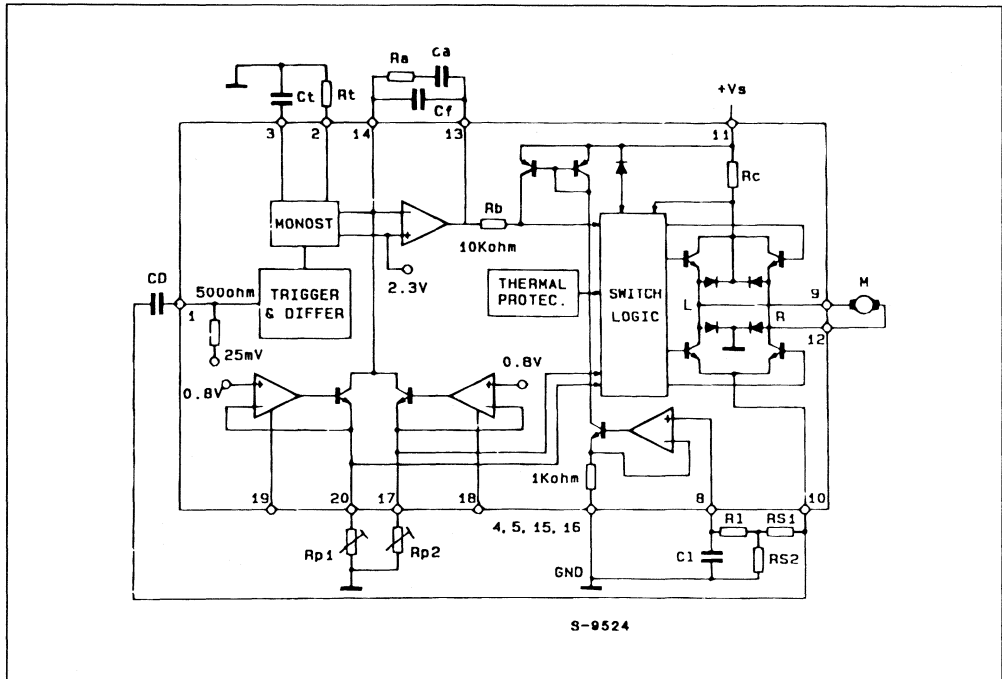 Ra ca
Ct Rt Cf +Vs
3 2 14 13 11
Rc
MONOST Rb
10Kohm
2.3V
CD 500ohm TRIGGER & DIFFER THERMAL PROTEC. SWITCH LOGIC L R 9 M
1 12
25mV
0.8V 0.8V
+ - + -
1Kohm
19 20 17 18 4, 5, 15, 16 8 10
Rp1 Rp2 R1 RS1
C1 RS2
GND
S-9524